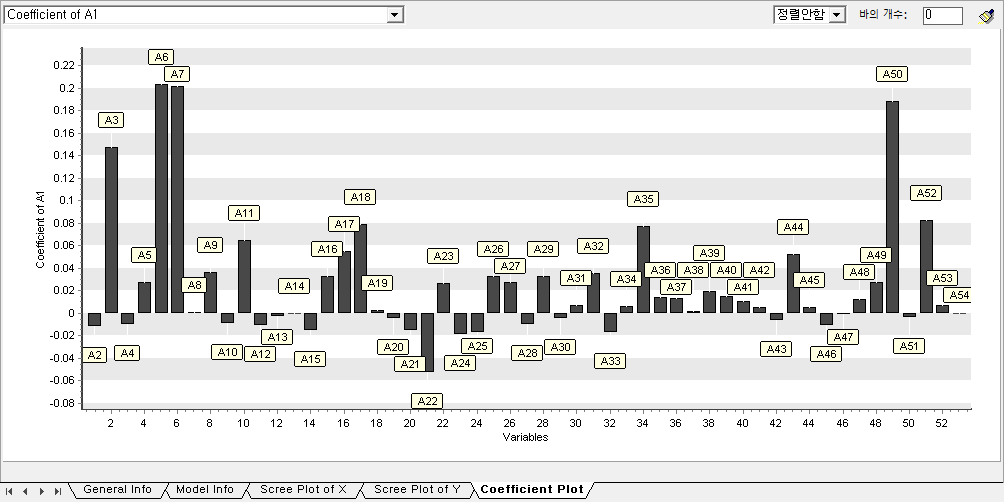 Coefficient of A1
정렬안함
바의 개수:
0
Coefficient of A1
0.22
0.2
0.18
0.16
0.14
0.12
0.1
0.08
0.06
0.04
0.02
0
-0.02
-0.04
-0.06
-0.08
A2
A3
A4
A5
A6
A7
A8
A9
A10
A11
A12
A13
A14
A15
A16
A17
A18
A19
A20
A21
A22
A23
A24
A25
A26
A27
A28
A29
A30
A31
A32
A33
A34
A35
A36
A37
A38
A39
A40
A41
A42
A43
A44
A45
A46
A47
A48
A49
A50
A51
A52
A53
A54
2 4 6 8 10 12 14 16 18 20 22 24 26 28 30 32 34 36 38 40 42 44 46 48 50 52
Variables
General Info Model Info Scree Plot of X Scree Plot of Y Coefficient Plot